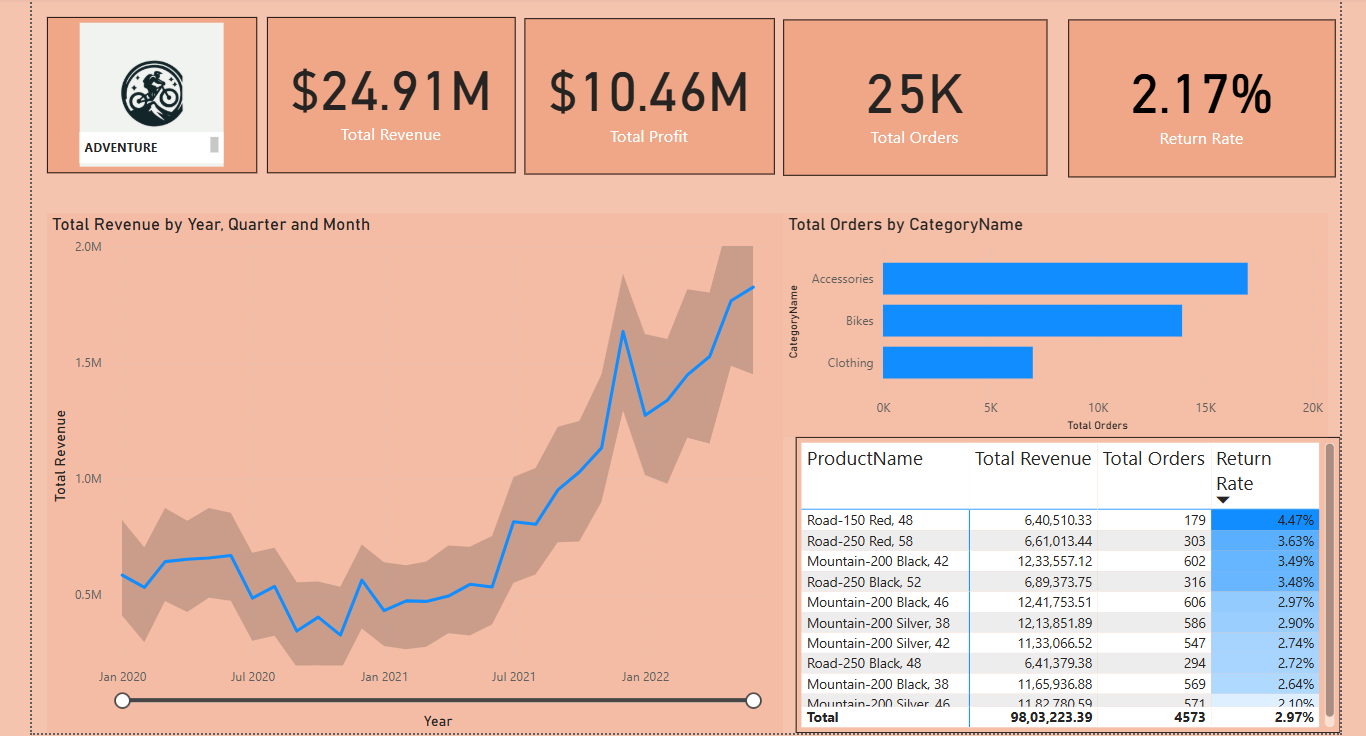 ADVENTURE
$24.91M
Total Revenue
$10.46M
Total Profit
25K
Total Orders
2.17%
Return Rate
Total Revenue by Year, Quarter and Month
2.0M
1.5M
1.0M
0.5M
Total Revenue
Jan 2020 Jul 2020 Jan 2021 Jul 2021 Jan 2022
Year
Total Orders by CategoryName
CategoryName
Accessories
Bikes
Clothing
0K 5K 10K 15K 20K
Total Orders
ProductName Total Revenue Total Orders Return Rate
Road-150 Red, 48 6,40,510.33 179 4.47%
Road-250 Red, 58 6,61,013.44 303 3.63%
Mountain-200 Black, 42 12,33,557.12 602 3.49%
Road-250 Black, 52 6,89,373.75 316 3.48%
Mountain-200 Black, 46 12,41,753.51 606 2.97%
Mountain-200 Silver, 38 12,13,851.89 586 2.90%
Mountain-200 Silver, 42 11,33,066.52 547 2.74%
Road-250 Black, 48 6,41,379.38 294 2.72%
Mountain-200 Black, 38 11,65,936.88 569 2.64%
Mountain-200 Silver, 46 11,82,780.59 571 2.10%
Total 98,03,223.39 4573 2.97%